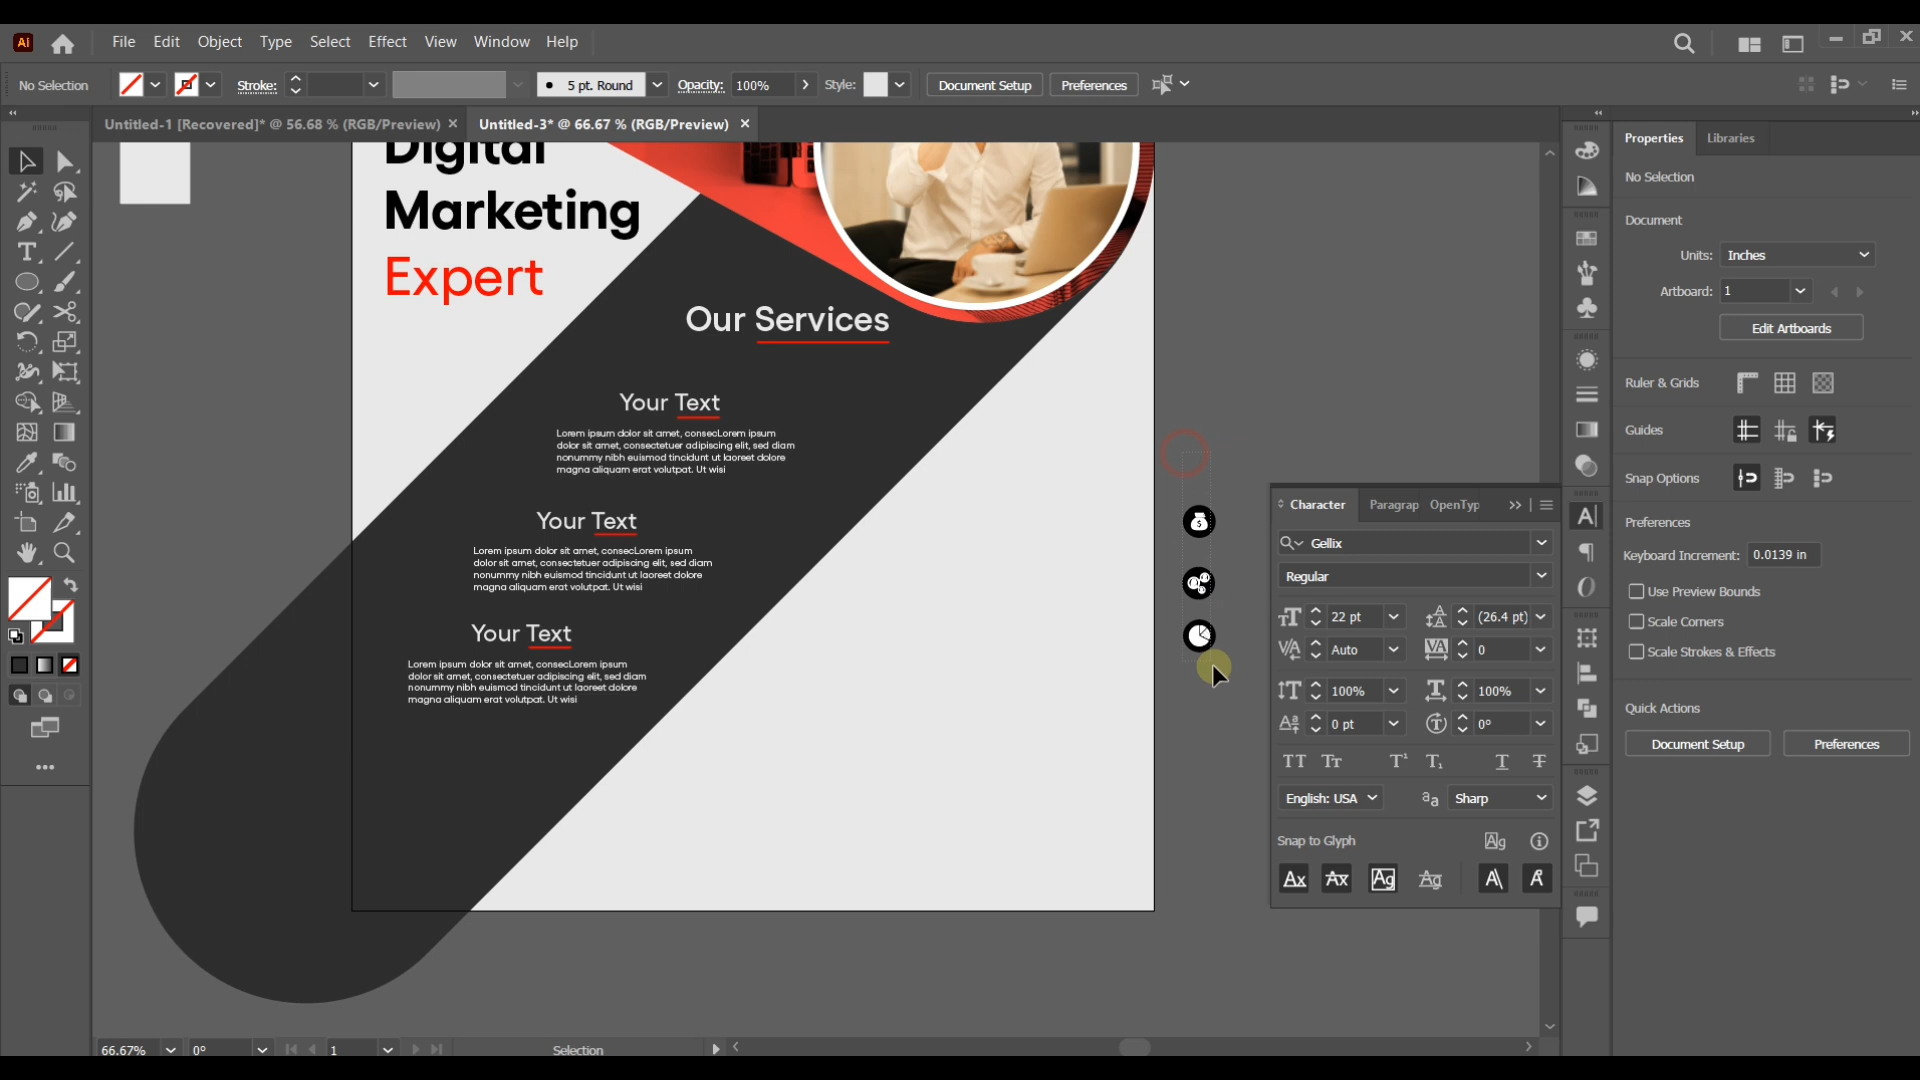 Ai File Edit Object Type Select Effect View Window Help
No Selection Stroke: 5 pt. Round Opacity: 100% Style: Document Setup Preferences
Untitled-1 [Recovered]* @ 56.68 % (RGB/Preview) Untitled-3* @ 66.67 % (RGB/Preview)
Properties Libraries
No Selection
Document
Units: Inches
Artboard: 1
Edit Artboards
Ruler & Grids
Guides
Snap Options
Preferences
Keyboard Increment: 0.0139 in
Use Preview Bounds
Scale Corners
Scale Strokes & Effects
Quick Actions
Document Setup Preferences
Digital
Marketing
Expert
Our Services
Your Text
Lorem ipsum dolor sit amet, consecLorem ipsum
dolor sit amet, consectetuer adipiscing elit, sed diam
nonummy nibh euismod tincidunt ut laoreet dolore
magna aliquam erat volutpat. Ut wisi
Your Text
Lorem ipsum dolor sit amet, consecLorem ipsum
dolor sit amet, consectetuer adipiscing elit, sed diam
nonummy nibh euismod tincidunt ut laoreet dolore
magna aliquam erat volutpat. Ut wisi
Your Text
Lorem ipsum dolor sit amet, consecLorem ipsum
dolor sit amet, consectetuer adipiscing elit, sed diam
nonummy nibh euismod tincidunt ut laoreet dolore
magna aliquam erat volutpat. Ut wisi
Character Paragrap OpenTyp
Gellix
Regular
22 pt (26.4 pt)
Auto 0
100% 100%
0 pt 0°
English: USA Sharp
Snap to Glyph
66.67% 0° 1 Selection